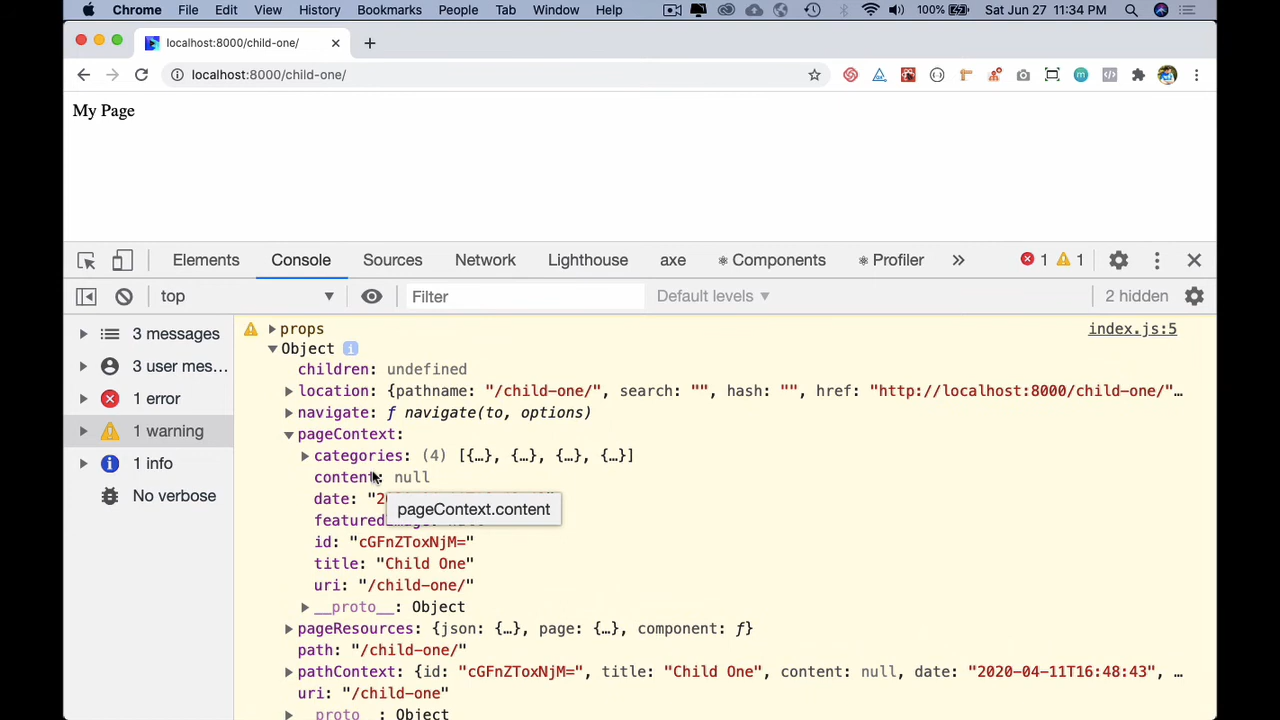 Chrome File Edit View History Bookmarks People Tab Window Help 100% Sat Jun 27 11:34 PM
localhost:8000/child-one/
localhost:8000/child-one/
My Page
Elements Console Sources Network Lighthouse axe Components Profiler » 1 1
top Filter Default levels 2 hidden
3 messages
3 user mes…
1 error
1 warning
1 info
No verbose
props index.js:5
Object i
children: undefined
location: {pathname: "/child-one/", search: "", hash: "", href: "http://localhost:8000/child-one/"…
navigate: ƒ navigate(to, options)
pageContext:
categories: (4) [{…}, {…}, {…}, {…}]
content: null
date: "2
pageContext.content
id: "cGFnZToxNjM="
title: "Child One"
uri: "/child-one/"
__proto__: Object
pageResources: {json: {…}, page: {…}, component: ƒ}
path: "/child-one/"
pathContext: {id: "cGFnZToxNjM=", title: "Child One", content: null, date: "2020-04-11T16:48:43", …
uri: "/child-one"
__proto__: Object